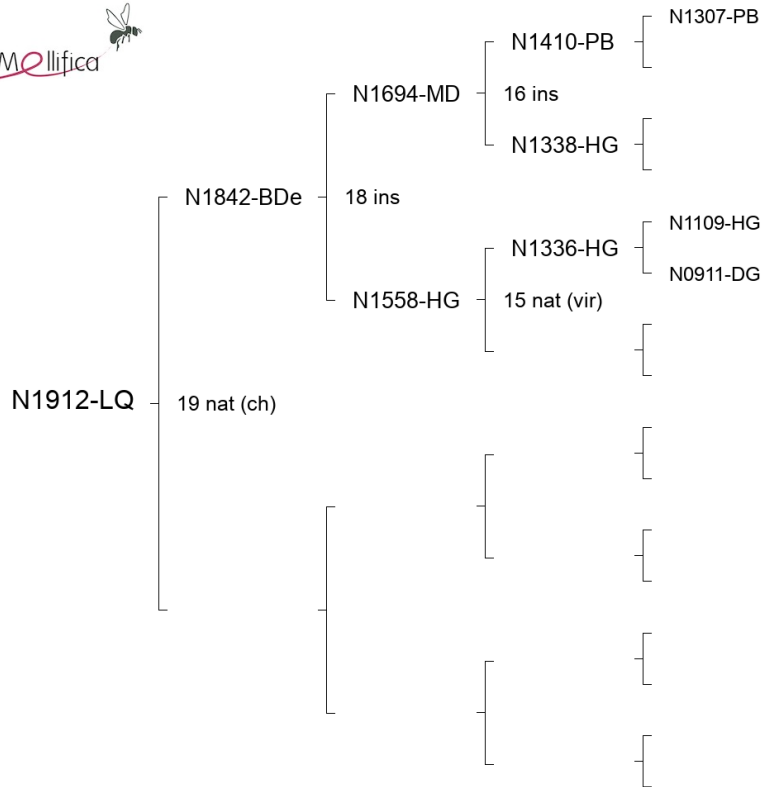 Mellifica
N1307-PB
N1410-PB
N1694-MD
16 ins
N1338-HG
N1842-BDe
18 ins
N1109-HG
N1336-HG
N0911-DG
N1558-HG
15 nat (vir)
N1912-LQ
19 nat (ch)